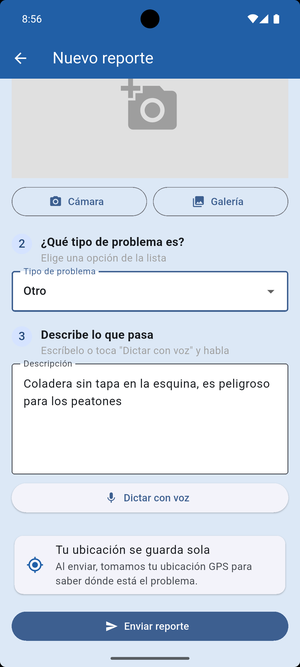 8:56
Nuevo reporte
Cámara
Galería
2
¿Qué tipo de problema es?
Elige una opción de la lista
Tipo de problema
Otro
3
Describe lo que pasa
Escríbelo o toca "Dictar con voz" y habla
Descripción
Coladera sin tapa en la esquina, es peligroso
para los peatones
Dictar con voz
Tu ubicación se guarda sola
Al enviar, tomamos tu ubicación GPS para
saber dónde está el problema.
Enviar reporte